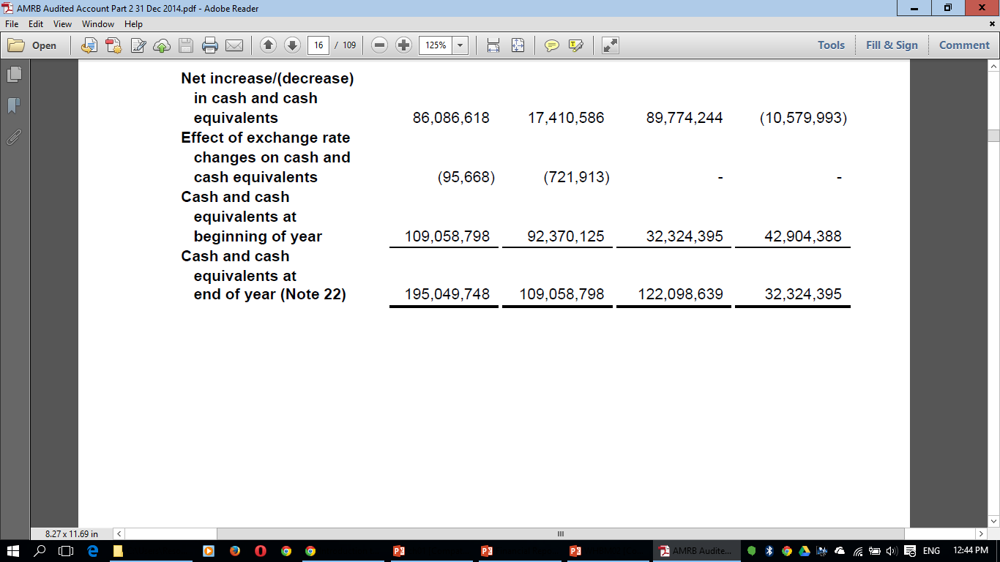 AMRB Audited Account Part 2 31 Dec 2014.pdf - Adobe Reader
File Edit View Window Help
Open 16 / 109 125% Tools Fill & Sign Comment
Net increase/(decrease)
in cash and cash
equivalents 86,086,618 17,410,586 89,774,244 (10,579,993)
Effect of exchange rate
changes on cash and
cash equivalents (95,668) (721,913) - -
Cash and cash
equivalents at
beginning of year 109,058,798 92,370,125 32,324,395 42,904,388
Cash and cash
equivalents at
end of year (Note 22) 195,049,748 109,058,798 122,098,639 32,324,395
8.27 x 11.69 in
AMRB Audite... ENG 12:44 PM